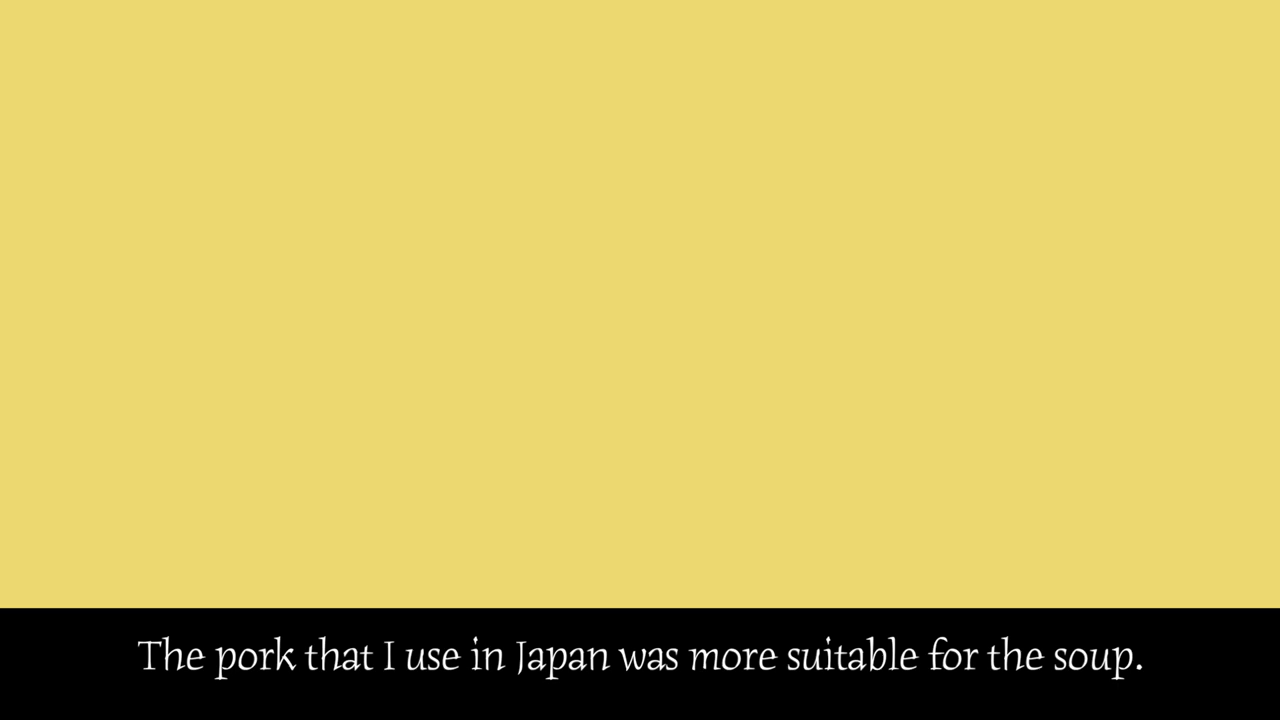 The pork that I use in Japan was more suitable for the soup.